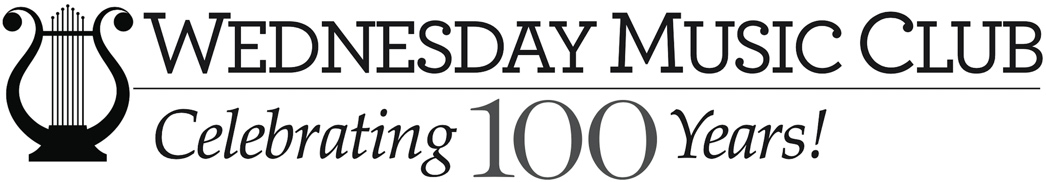 WEDNESDAY MUSIC CLUB
Celebrating 100 Years!